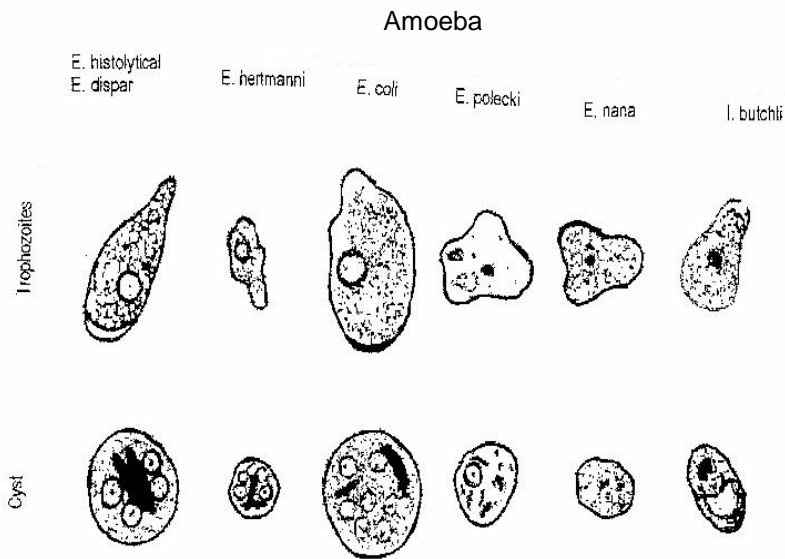 Amoeba
E. histolytical
E. dispar
E. hertmanni
E. coli
E. polecki
E. nana
I. butchli
Trophozoites
Cyst